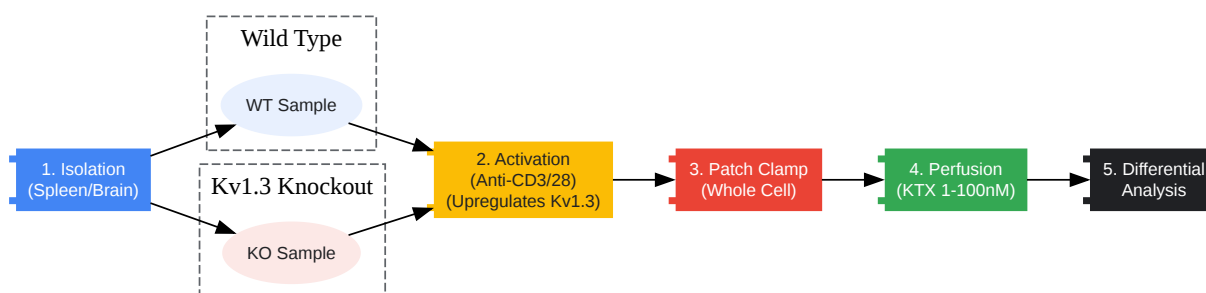 Wild Type
WT Sample
1. Isolation
(Spleen/Brain)
Kv1.3 Knockout
KO Sample
2. Activation
(Anti-CD3/28)
(Upregulates Kv1.3)
3. Patch Clamp
(Whole Cell)
4. Perfusion
(KTX 1-100nM)
5. Differential
Analysis